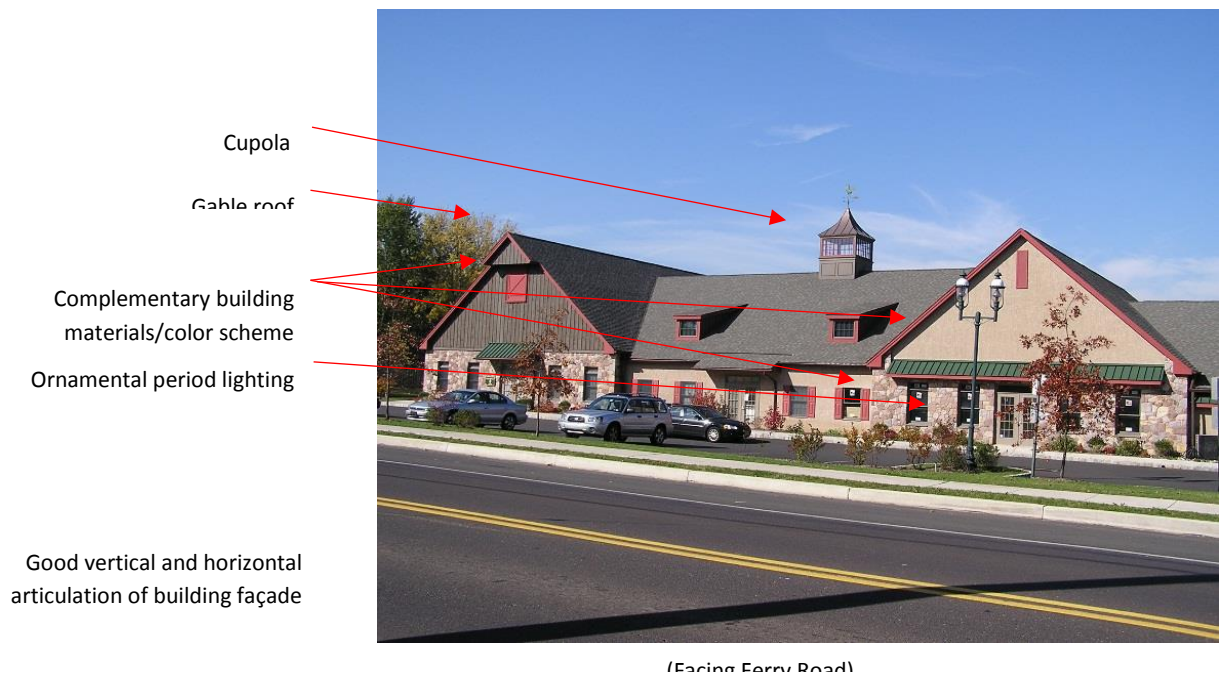 Cupola
Gable roof
Complementary building
materials/color scheme
Ornamental period lighting
Good vertical and horizontal
articulation of building façade
(Facing Ferry Road)